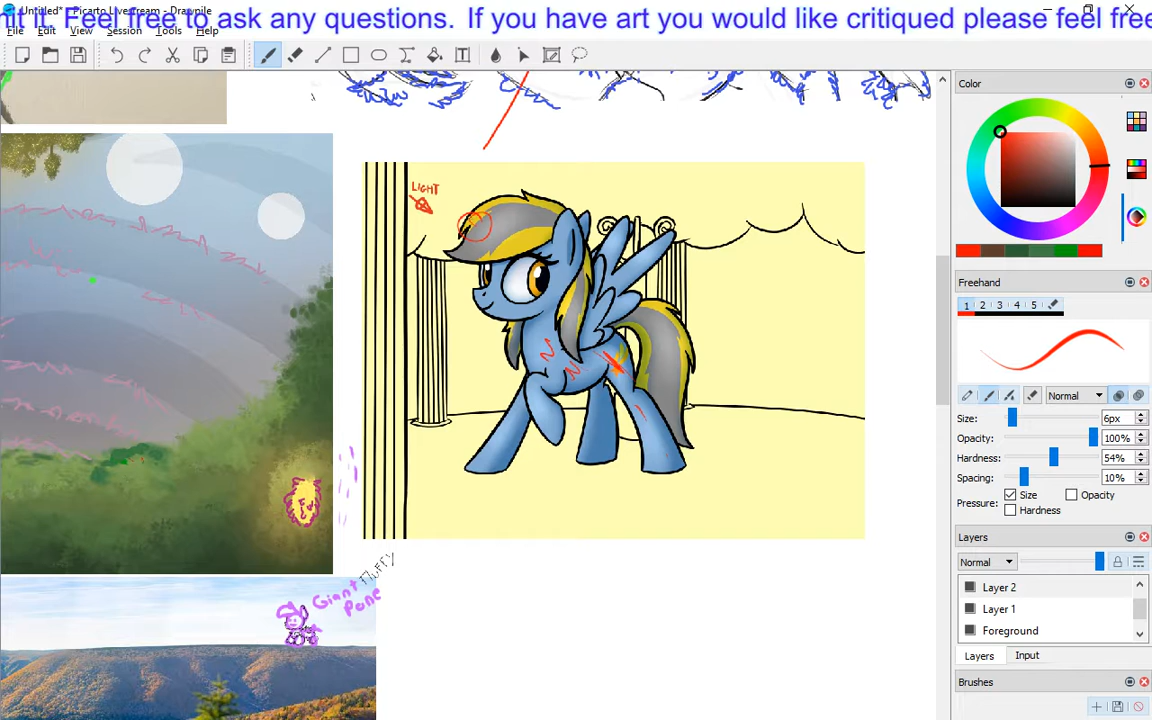 Untitled* - Picarto Livestream - Drawpile
nit it. Feel free to ask any questions. If you have art you would like critiqued please feel free
File Edit View Session Tools Help
Color
LIGHT
Freehand
1 2 3 4 5
Normal
Size: 6px
Opacity: 100%
Hardness: 54%
Spacing: 10%
Pressure: Size Opacity
Hardness
Layers
Normal
Layer 2
Layer 1
Foreground
Layers Input
Brushes
Fluffy
Giant
Pone